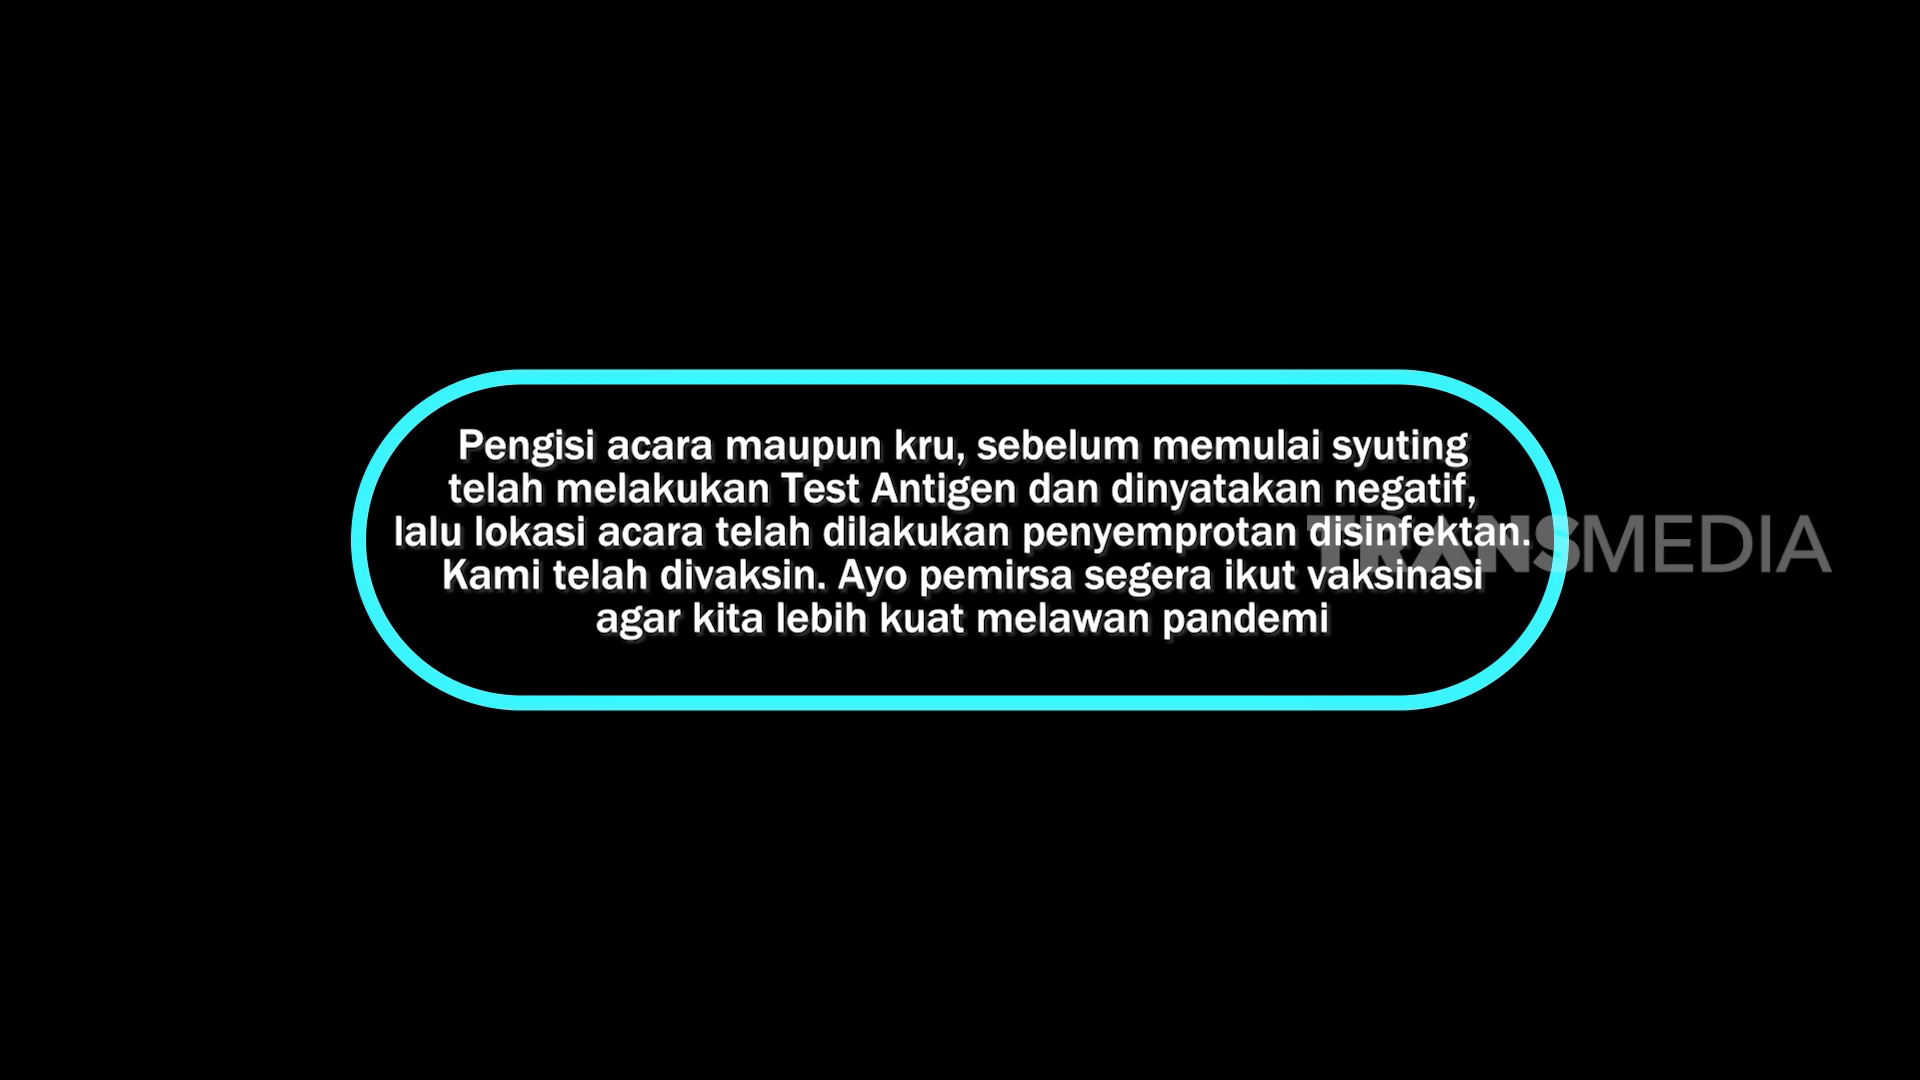 Pengisi acara maupun kru, sebelum memulai syuting
telah melakukan Test Antigen dan dinyatakan negatif,
lalu lokasi acara telah dilakukan penyemprotan disinfektan.
TRANSMEDIA
Kami telah divaksin. Ayo pemirsa segera ikut vaksinasi
agar kita lebih kuat melawan pandemi